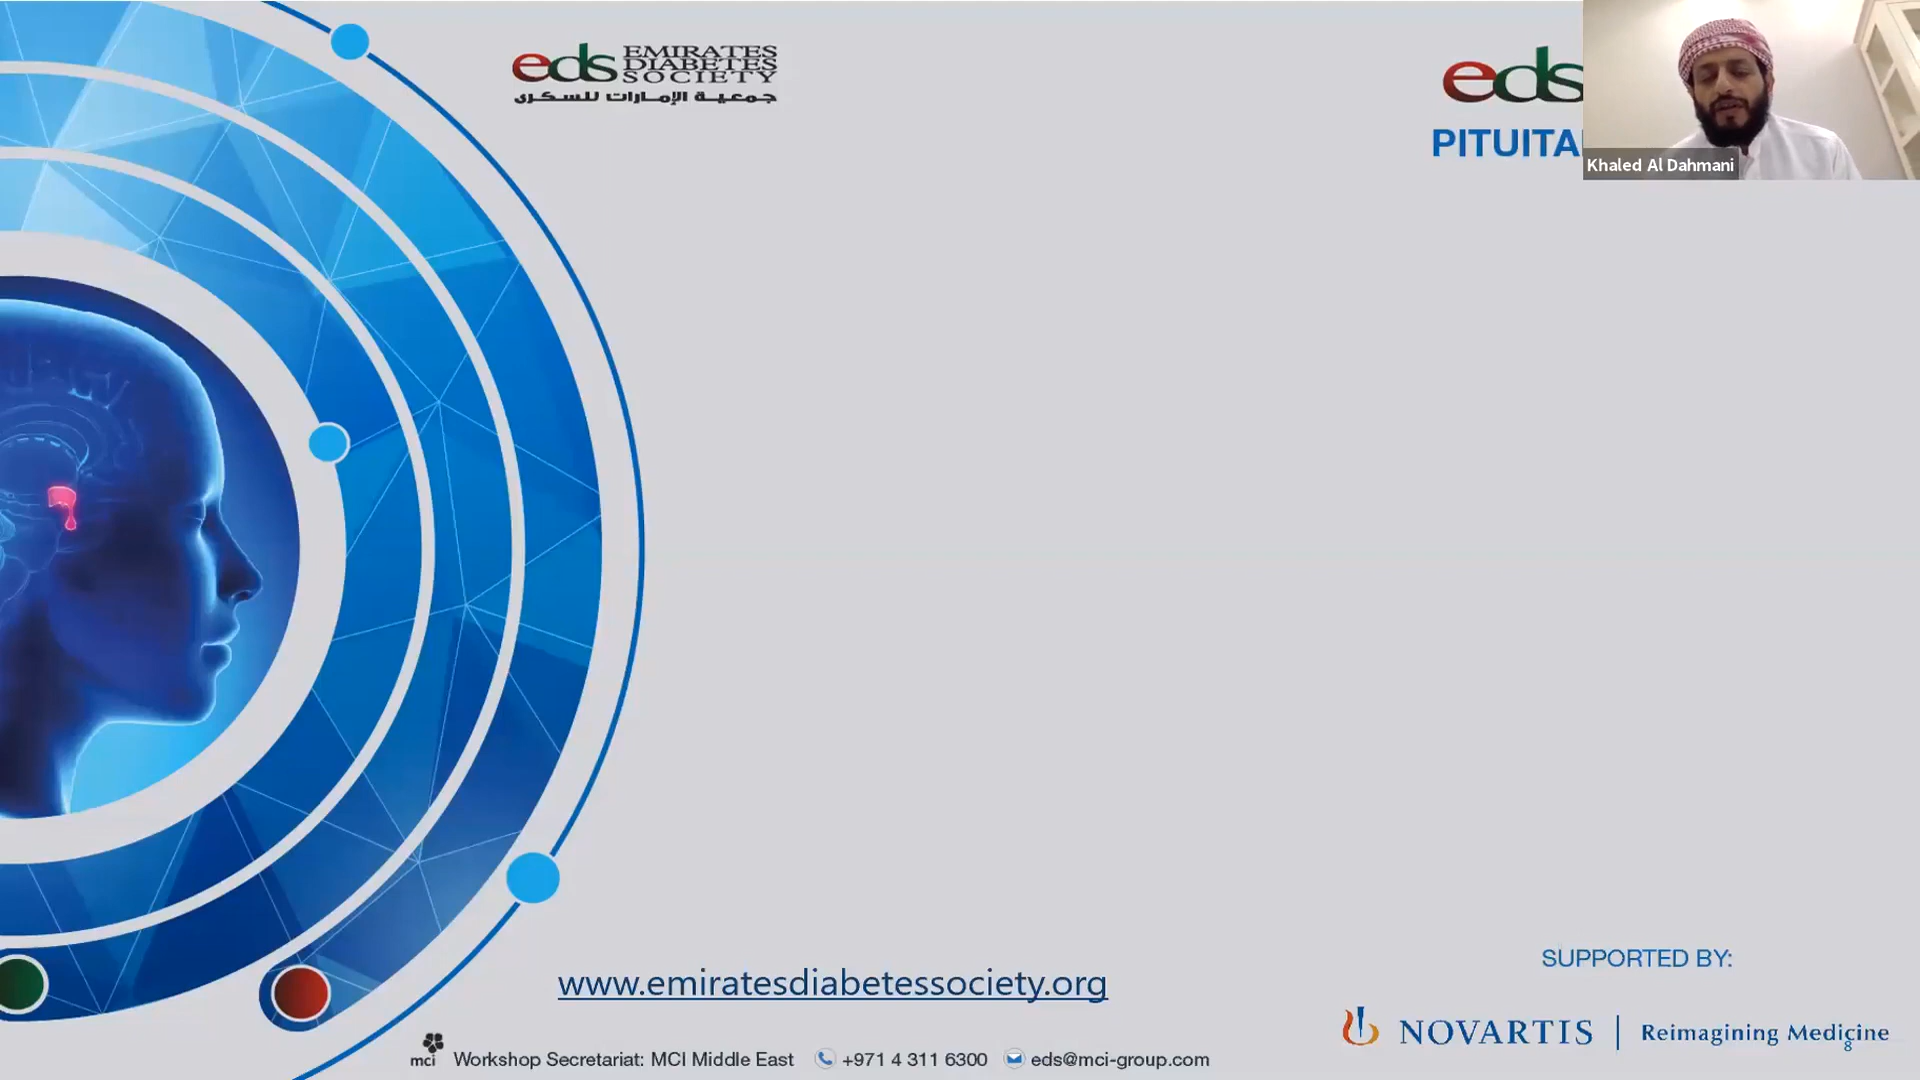 eds EMIRATES
DIABETES
SOCIETY
جمعية الإمارات للسكري
eds
PITUITA
Khaled Al Dahmani
SUPPORTED BY:
www.emiratesdiabetessociety.org
NOVARTIS | Reimagining Medicine
8
mci Workshop Secretariat: MCI Middle East +971 4 311 6300 eds@mci-group.com